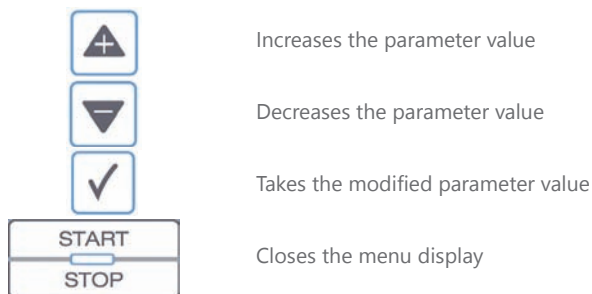 Increases the parameter value
Decreases the parameter value
Takes the modified parameter value
START
STOP
Closes the menu display